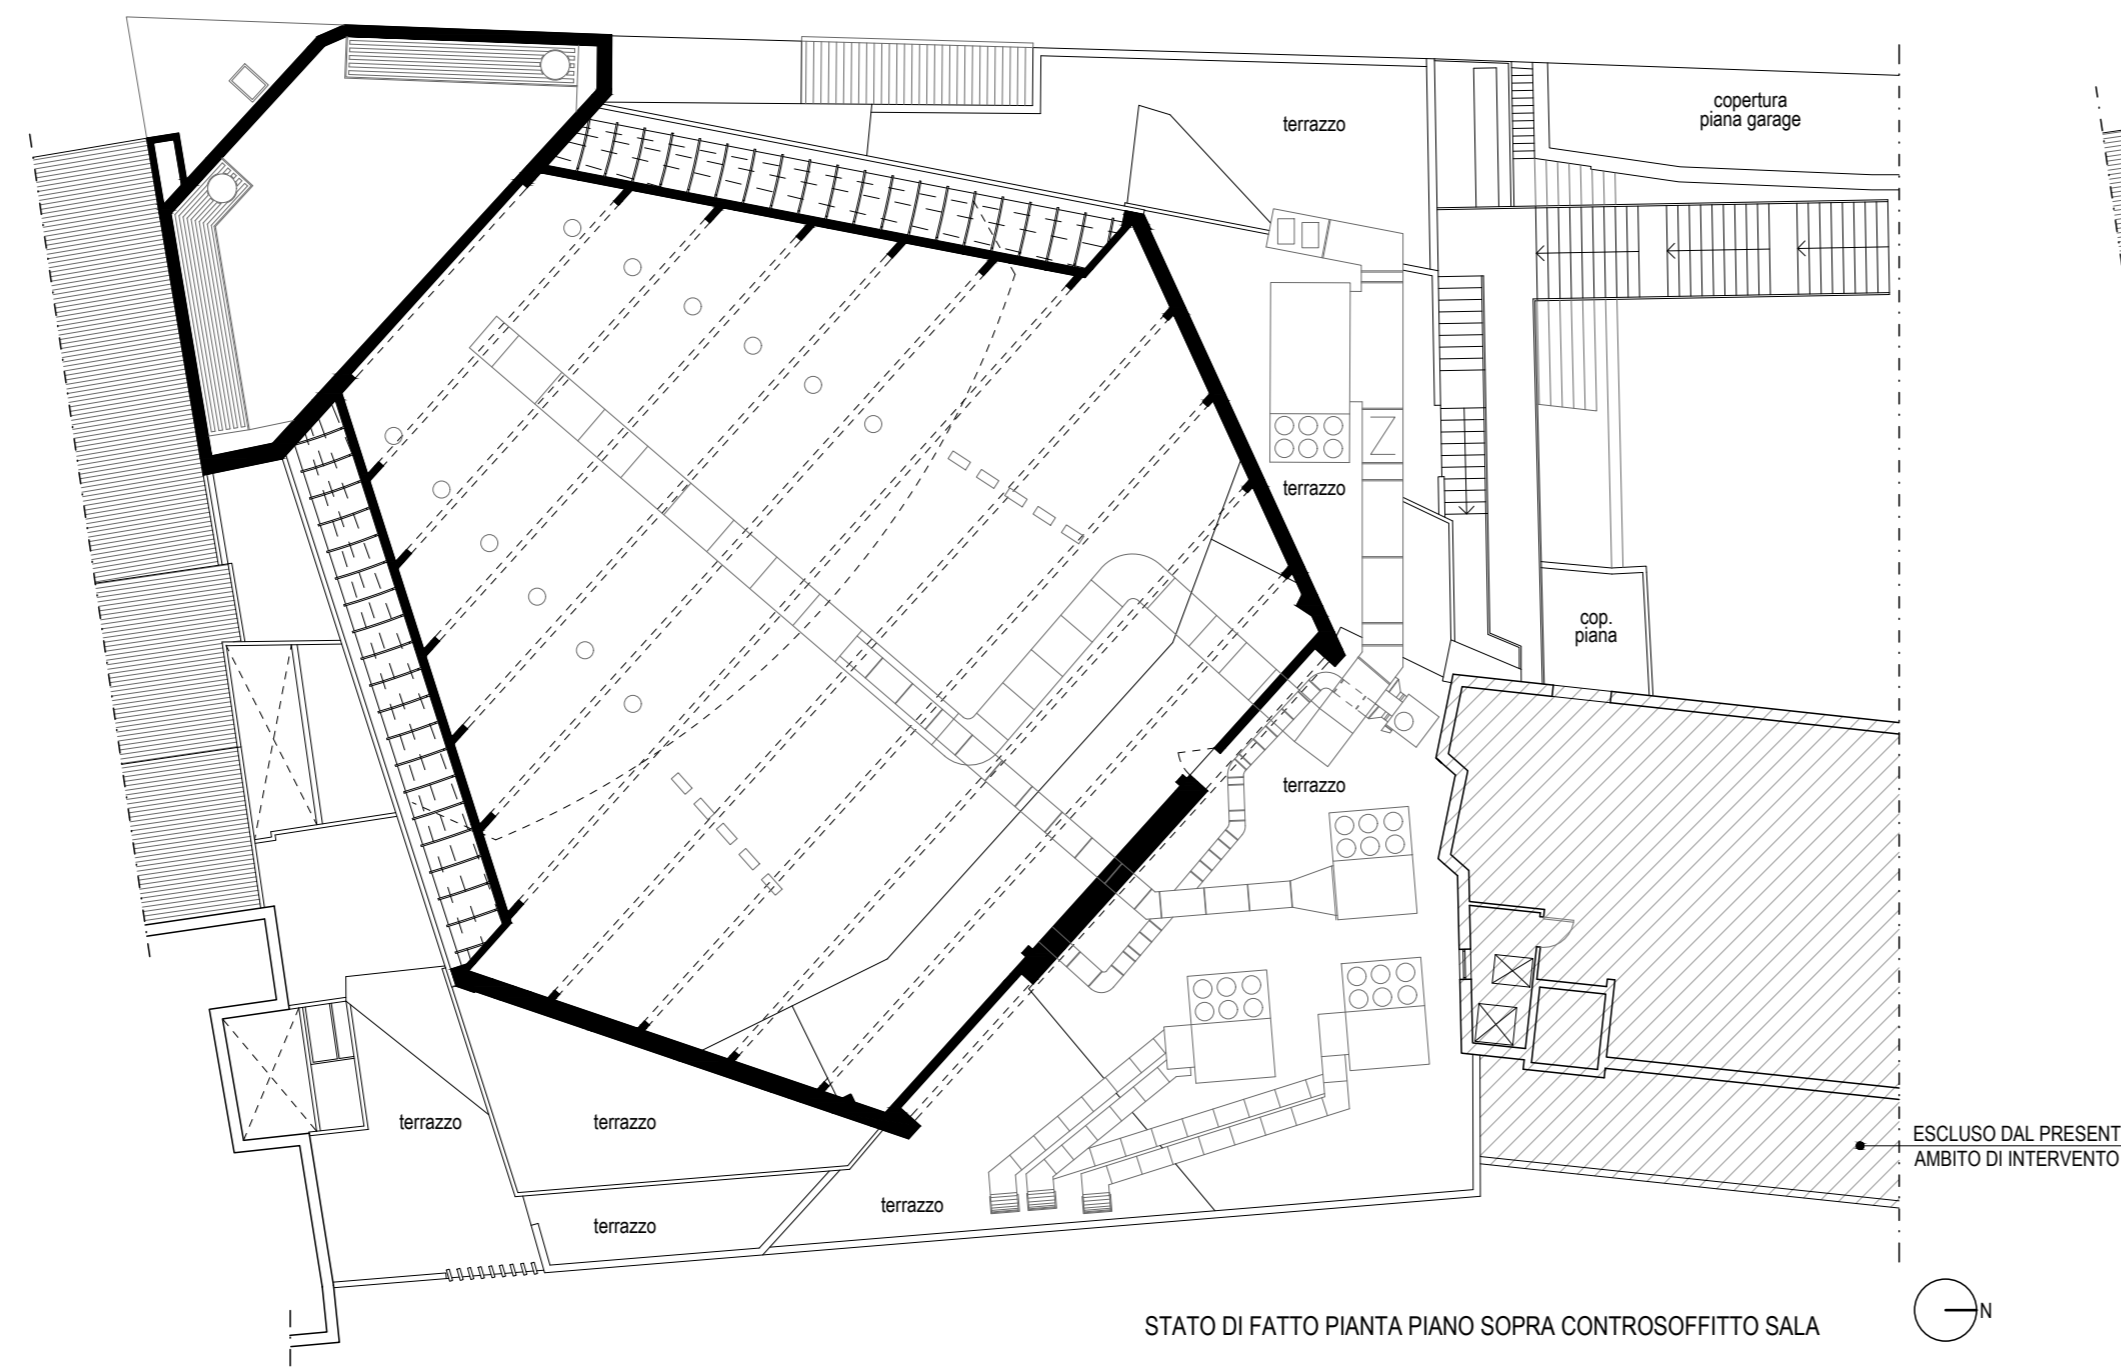 copertura
piana garage
terrazzo
terrazzo
cop.
piana
terrazzo
terrazzo
terrazzo
terrazzo
terrazzo
ESCLUSO DAL PRESENT
AMBITO DI INTERVENTO
STATO DI FATTO PIANTA PIANO SOPRA CONTROSOFFITTO SALA
N